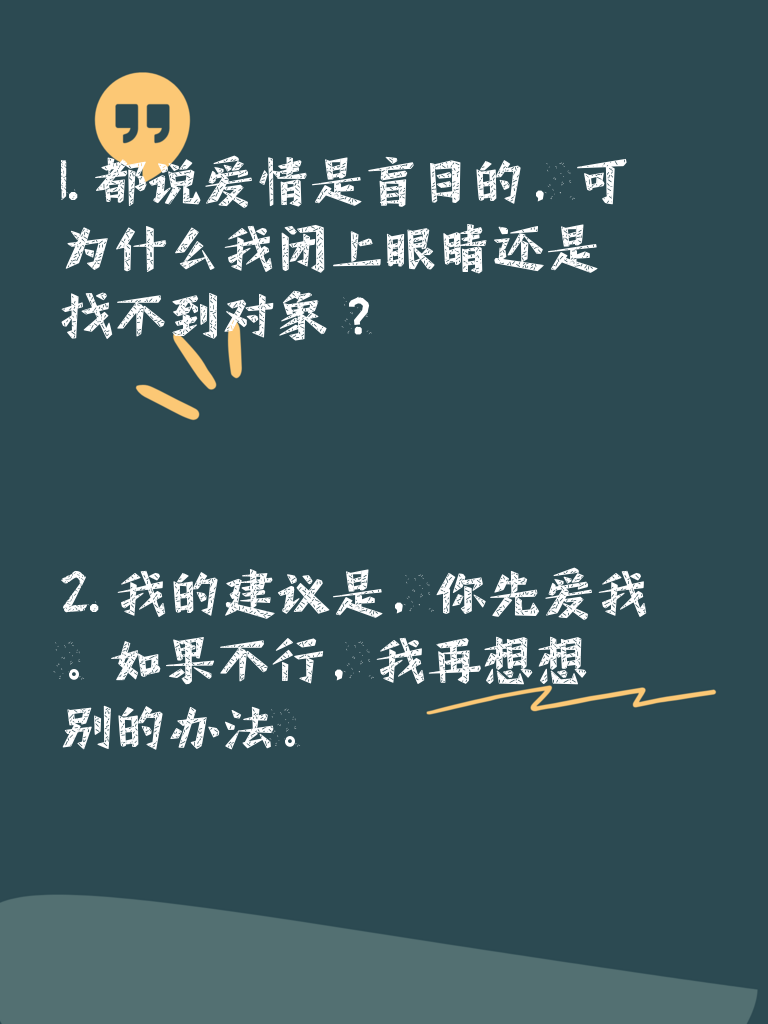 1. 都说爱情是盲目的，可
为什么我闭上眼睛还是
找不到对象？
2. 我的建议是，你先爱我
。如果不行，我再想想
别的办法。